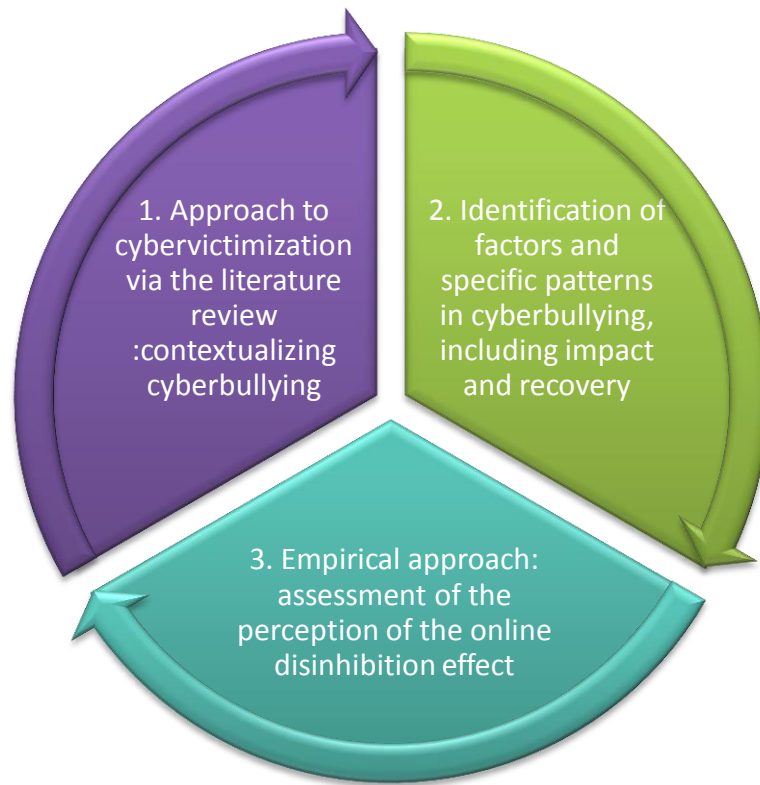 1. Approach to
cybervictimization
via the literature
review
:contextualizing
cyberbullying
2. Identification of
factors and
specific patterns
in cyberbullying,
including impact
and recovery
3. Empirical approach:
assessment of the
perception of the online
disinhibition effect